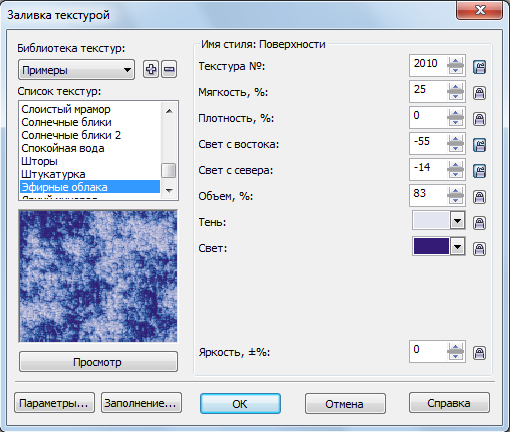 Заливка текстурой
Библиотека текстур:
Примеры
Список текстур:
Слоистый мрамор
Солнечные блики
Солнечные блики 2
Спокойная вода
Шторы
Штукатурка
Эфирные облака
Просмотр
Имя стиля: Поверхности
Текстура №: 2010
Мягкость, %: 25
Плотность, %: 0
Свет с востока: -55
Свет с севера: -14
Объем, %: 83
Тень:
Свет:
Яркость, ±%: 0
Параметры... Заполнение... OK Отмена Справка